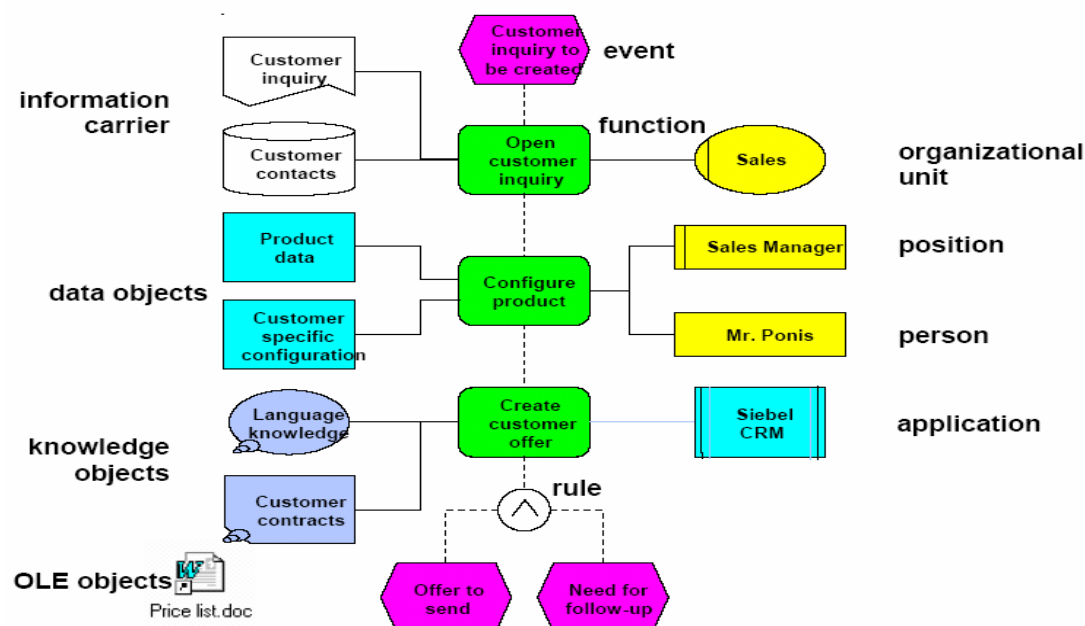 Customer
inquiry to
be created
event
Customer
inquiry
information
carrier
Customer
contacts
Open
customer
inquiry
function
Sales
organizational
unit
Product
data
data objects
Customer
specific
configuration
Configure
product
Sales Manager
position
Mr. Ponis
person
Language
knowledge
knowledge
objects
Customer
contracts
Create
customer
offer
Siebel
CRM
application
rule
OLE objects
W
Price list.doc
Offer to
send
Need for
follow-up